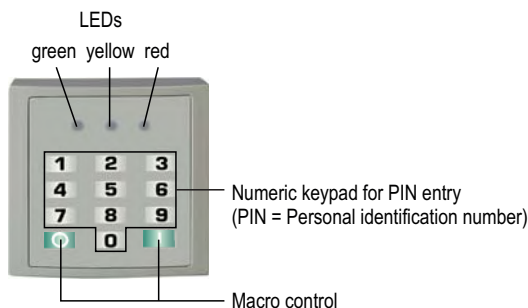 LEDs
green yellow red
1 2 3
4 5 6
7 8 9
0
Numeric keypad for PIN entry
(PIN = Personal identification number)
Macro control